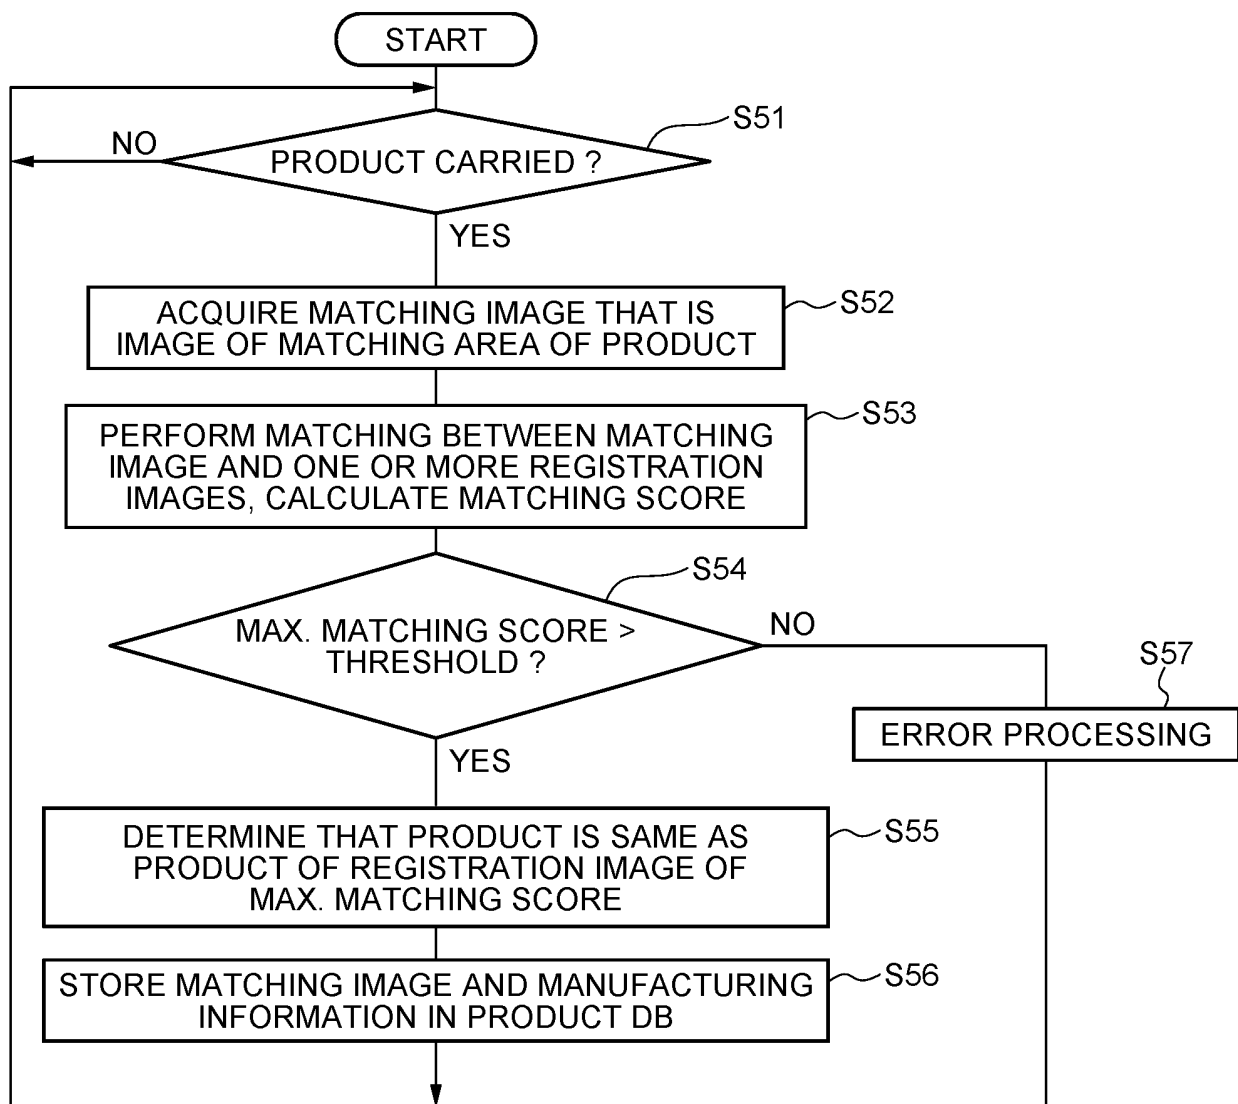 START
S51
NO
PRODUCT CARRIED ?
YES
S52
ACQUIRE MATCHING IMAGE THAT IS
IMAGE OF MATCHING AREA OF PRODUCT
S53
PERFORM MATCHING BETWEEN MATCHING
IMAGE AND ONE OR MORE REGISTRATION
IMAGES, CALCULATE MATCHING SCORE
S54
MAX. MATCHING SCORE >
THRESHOLD ?
NO
S57
ERROR PROCESSING
YES
S55
DETERMINE THAT PRODUCT IS SAME AS
PRODUCT OF REGISTRATION IMAGE OF
MAX. MATCHING SCORE
S56
STORE MATCHING IMAGE AND MANUFACTURING
INFORMATION IN PRODUCT DB